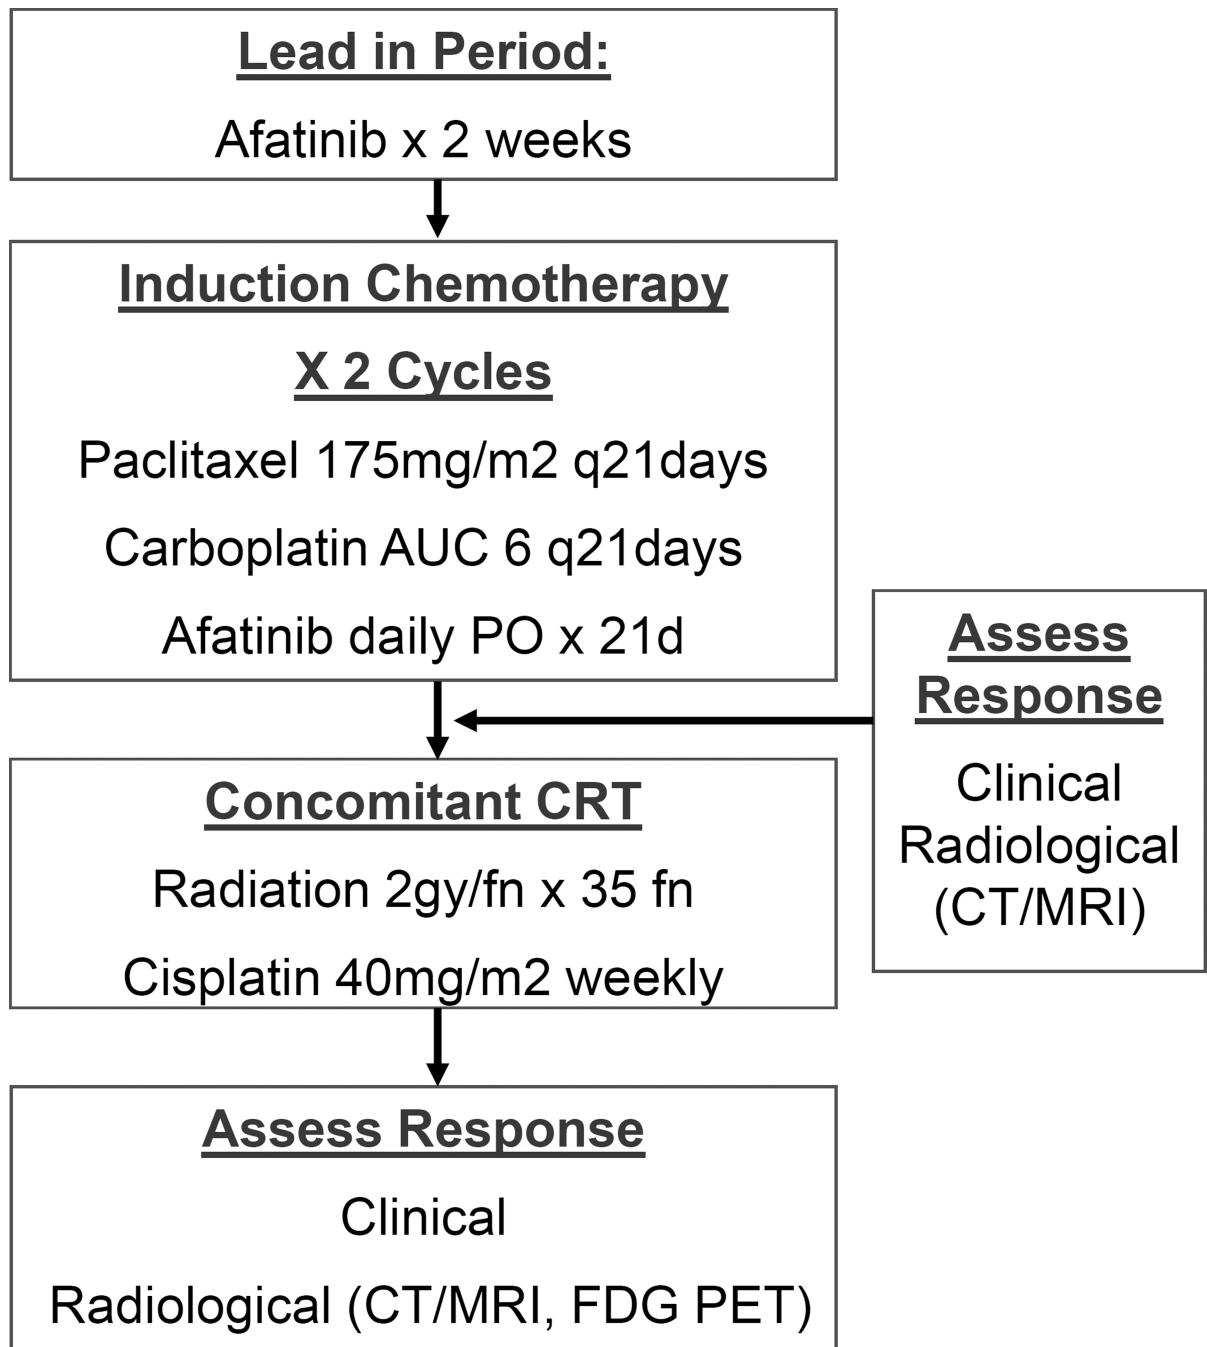 Lead in Period:
Afatinib x 2 weeks
Induction Chemotherapy
X 2 Cycles
Paclitaxel 175mg/m2 q21days
Carboplatin AUC 6 q21days
Afatinib daily PO x 21d
Assess
Response
Clinical
Radiological
(CT/MRI)
Concomitant CRT
Radiation 2gy/fn x 35 fn
Cisplatin 40mg/m2 weekly
Assess Response
Clinical
Radiological (CT/MRI, FDG PET)